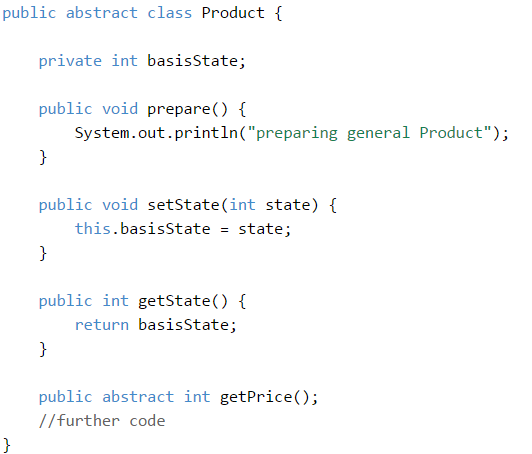 public abstract class Product {
private int basisState;
public void prepare() {
System.out.println("preparing general Product");
}
public void setState(int state) {
this.basisState = state;
}
public int getState() {
return basisState;
}
public abstract int getPrice();
//further code
}